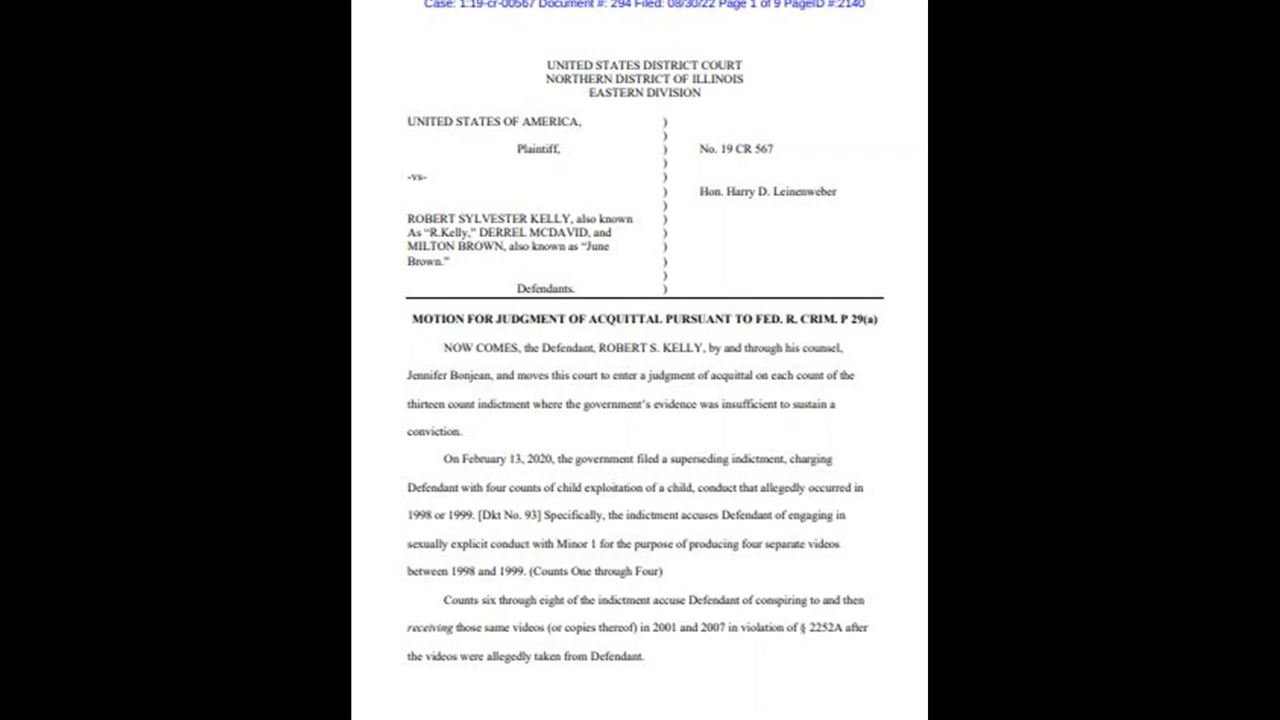 Case: 1:19-cr-00567 Document #: 294 Filed: 08/30/22 Page 1 of 9 PageID #:2140
UNITED STATES DISTRICT COURT
NORTHERN DISTRICT OF ILLINOIS
EASTERN DIVISION
UNITED STATES OF AMERICA, )
)
Plaintiff, ) No. 19 CR 567
)
-vs- )
) Hon. Harry D. Leinenweber
)
ROBERT SYLVESTER KELLY, also known )
As “R.Kelly,” DERREL MCDAVID, and )
MILTON BROWN, also known as “June )
Brown.” )
)
Defendants. )
MOTION FOR JUDGMENT OF ACQUITTAL PURSUANT TO FED. R. CRIM. P 29(a)
NOW COMES, the Defendant, ROBERT S. KELLY, by and through his counsel,
Jennifer Bonjean, and moves this court to enter a judgment of acquittal on each count of the
thirteen count indictment where the government’s evidence was insufficient to sustain a
conviction.
On February 13, 2020, the government filed a superseding indictment, charging
Defendant with four counts of child exploitation of a child, conduct that allegedly occurred in
1998 or 1999. [Dkt No. 93] Specifically, the indictment accuses Defendant of engaging in
sexually explicit conduct with Minor 1 for the purpose of producing four separate videos
between 1998 and 1999. (Counts One through Four)
Counts six through eight of the indictment accuse Defendant of conspiring to and then
receiving those same videos (or copies thereof) in 2001 and 2007 in violation of § 2252A after
the videos were allegedly taken from Defendant.